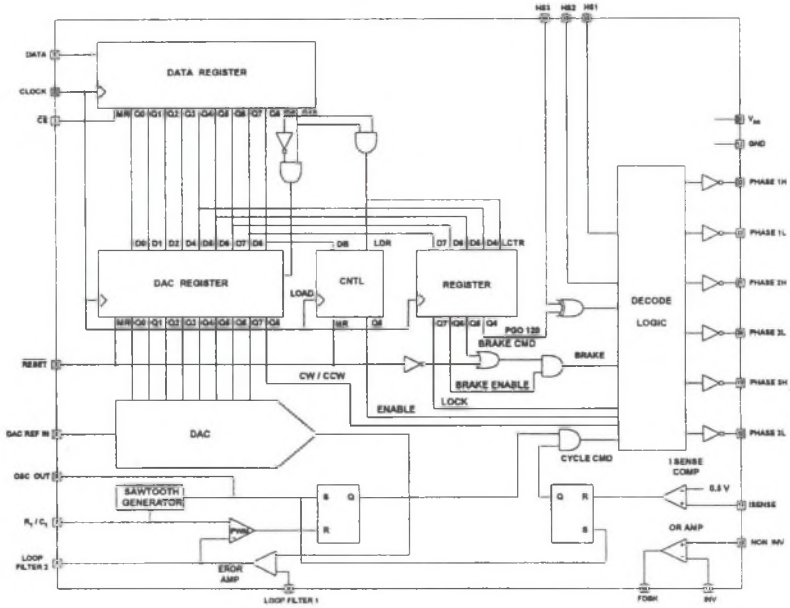 HS3 HS2 HS1
DATA
DATA REGISTER
CLOCK
CS
MR Q0 Q1 Q2 Q3 Q4 Q5 Q6 Q7 Q8
GND
PHASE 1H
PHASE 1L
PHASE 2H
PHASE 2L
PHASE 3H
PHASE 3L
D0 D1 D2 D4 D5 D6 D7 D8
D8 LDR
D7 D6 D5 D4 LCTR
DAC REGISTER
LOAD
CNTL
REGISTER
DECODE
LOGIC
MR Q0 Q1 Q2 Q3 Q4 Q5 Q6 Q7 Q8
MR Q8
Q7 Q6 Q5 Q4
PGO 120
BRAKE CMD
RESET
BRAKE
CW / CCW
BRAKE ENABLE
LOCK
ENABLE
DAC REF IN
DAC
CYCLE CMD
OSC OUT
I SENSE
COMP
SAWTOOTH
GENERATOR
S Q
R
Q R
S
0.5 V
ISENSE
RT / CT
PWM
OR AMP
NON INV
LOOP
FILTER 2
EROR
AMP
LOOP FILTER 1
FDBK
INV